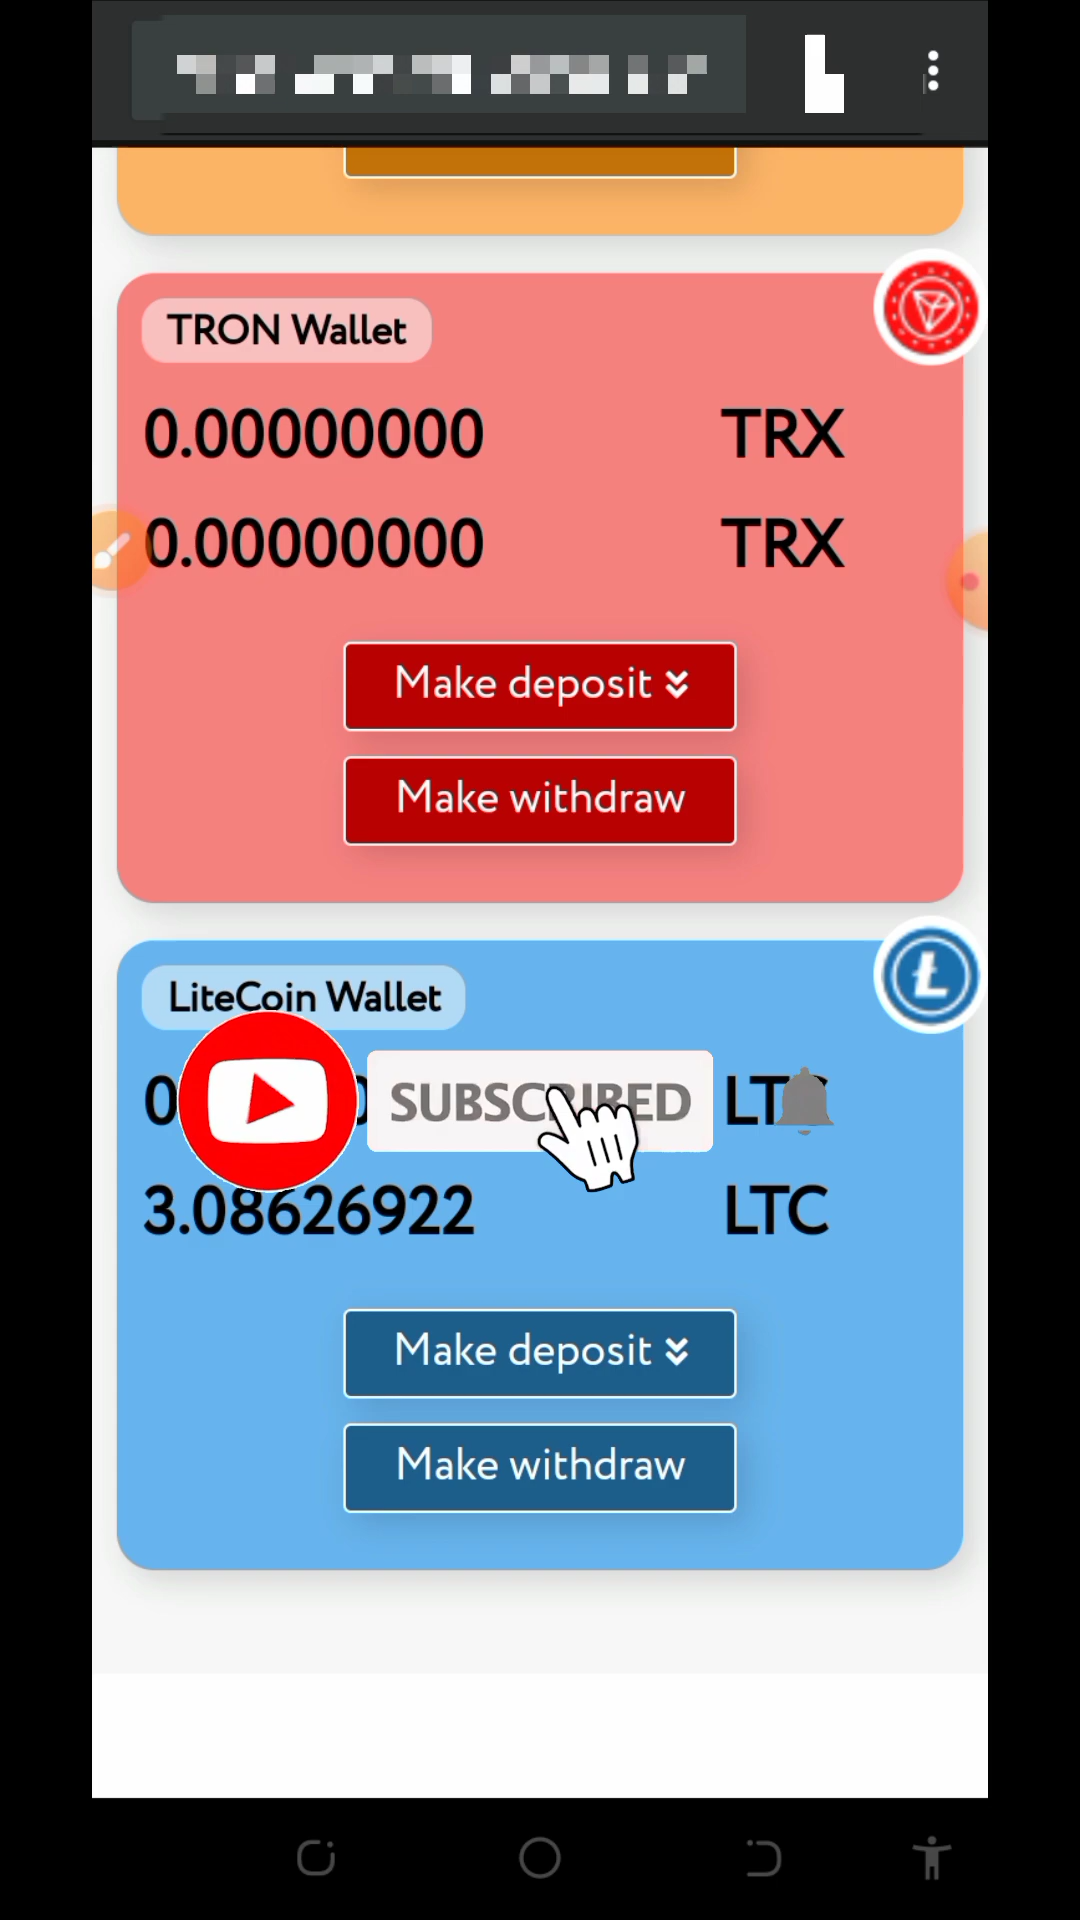 TRON Wallet
0.00000000 TRX
0.00000000 TRX
Make deposit
Make withdraw
LiteCoin Wallet
SUBSCRIBED
LTC
3.08626922 LTC
Make deposit
Make withdraw